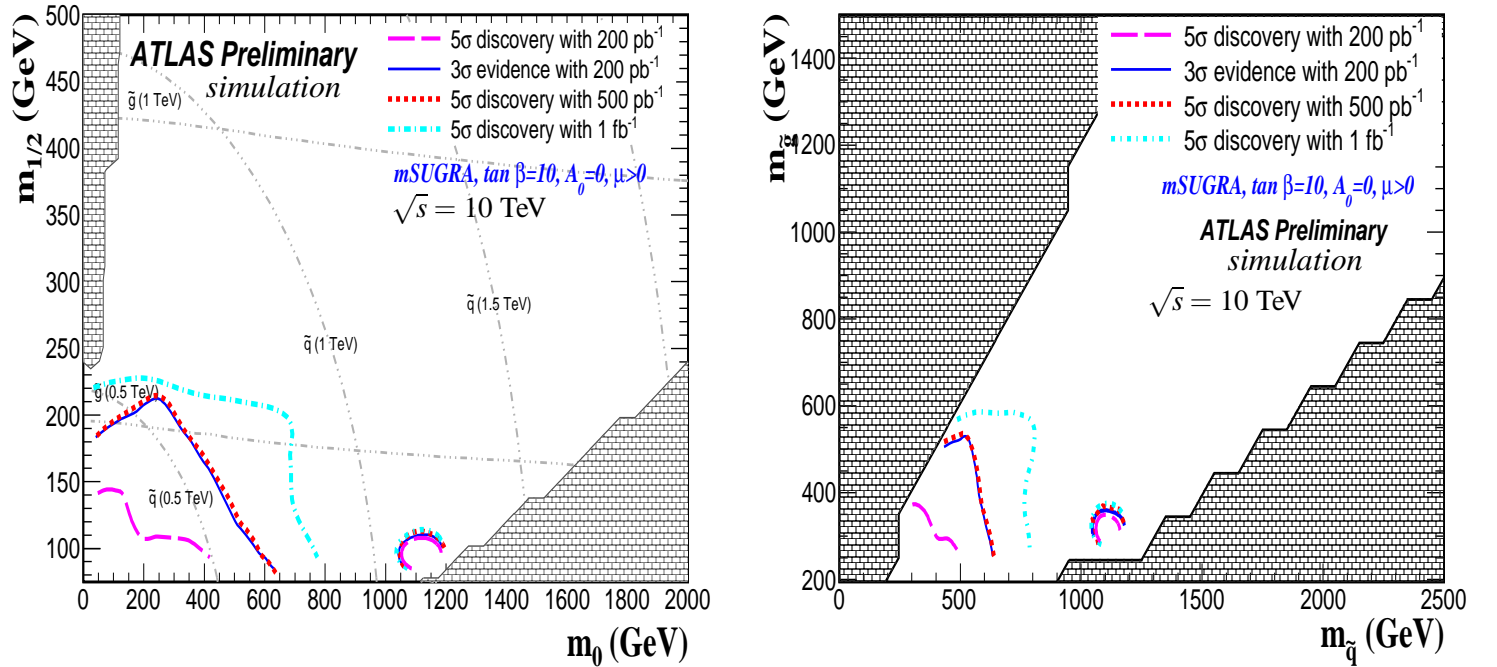 m1/2 (GeV)
500
450
400
350
300
250
200
150
100
ATLAS Preliminary
simulation
5σ discovery with 200 pb⁻¹
3σ evidence with 200 pb⁻¹
5σ discovery with 500 pb⁻¹
5σ discovery with 1 fb⁻¹
mSUGRA, tan β=10, A₀=0, μ>0
√s = 10 TeV
g̃ (1 TeV)
q̃ (1.5 TeV)
q̃ (1 TeV)
g̃ (0.5 TeV)
q̃ (0.5 TeV)
0 200 400 600 800 1000 1200 1400 1600 1800 2000
m₀ (GeV)
m_g̃ (GeV)
1400
1200
1000
800
600
400
200
5σ discovery with 200 pb⁻¹
3σ evidence with 200 pb⁻¹
5σ discovery with 500 pb⁻¹
5σ discovery with 1 fb⁻¹
mSUGRA, tan β=10, A₀=0, μ>0
ATLAS Preliminary
simulation
√s = 10 TeV
0 500 1000 1500 2000 2500
m_q̃ (GeV)